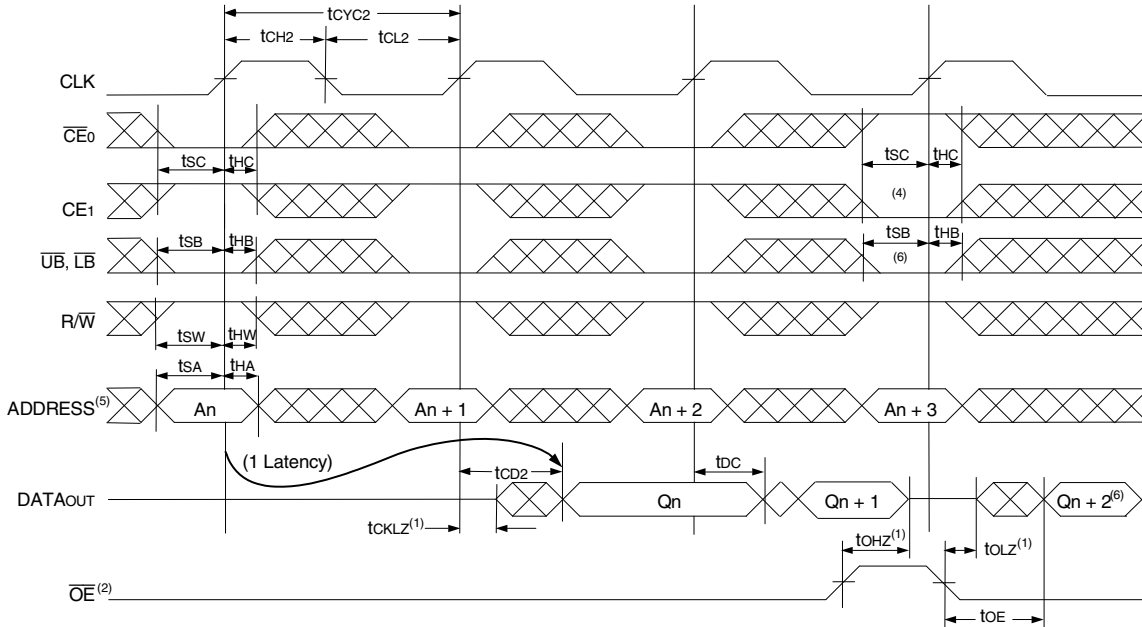 tCYC2
tCH2
tCL2
CLK
CE0
tSC
tHC
tSC
tHC
CE1
(4)
tSB
tHB
tSB
tHB
UB, LB
(6)
R/W
tSW
tHW
tSA
tHA
ADDRESS(5)
An
An + 1
An + 2
An + 3
(1 Latency)
tCD2
tDC
DATAOUT
Qn
Qn + 1
Qn + 2(6)
tCKLZ(1)
tOHZ(1)
tOLZ(1)
OE(2)
tOE